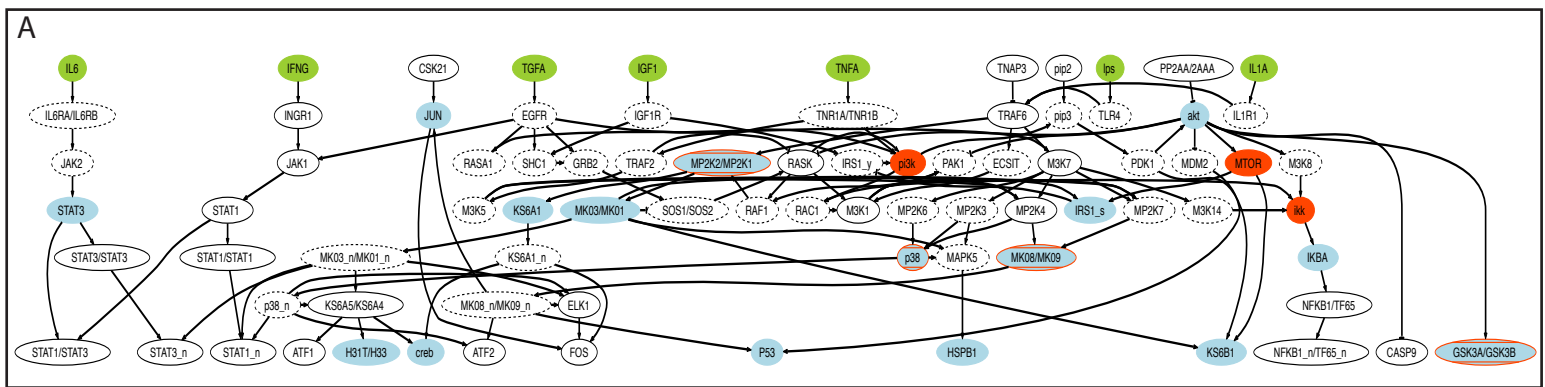 A
IL6
IFNG
CSK21
TGFA
IGF1
TNFA
TNAP3
pip2
lps
PP2AA/2AAA
IL1A
IL6RA/IL6RB
INGR1
JUN
EGFR
IGF1R
TNR1A/TNR1B
TRAF6
pip3
TLR4
akt
IL1R1
JAK2
JAK1
RASA1
SHC1
GRB2
TRAF2
MP2K2/MP2K1
RASK
IRS1_y
pi3k
PAK1
ECSIT
M3K7
PDK1
MDM2
MTOR
M3K8
STAT3
STAT1
M3K5
KS6A1
MK03/MK01
SOS1/SOS2
RAF1
RAC1
M3K1
MP2K6
MP2K3
MP2K4
IRS1_s
MP2K7
M3K14
ikk
STAT3/STAT3
STAT1/STAT1
MK03_n/MK01_n
KS6A1_n
p38
MAPK5
MK08/MK09
IKBA
p38_n
KS6A5/KS6A4
MK08_n/MK09_n
ELK1
NFKB1/TF65
STAT1/STAT3
STAT3_n
STAT1_n
ATF1
H31T/H33
creb
ATF2
FOS
P53
HSPB1
KS6B1
NFKB1_n/TF65_n
CASP9
GSK3A/GSK3B